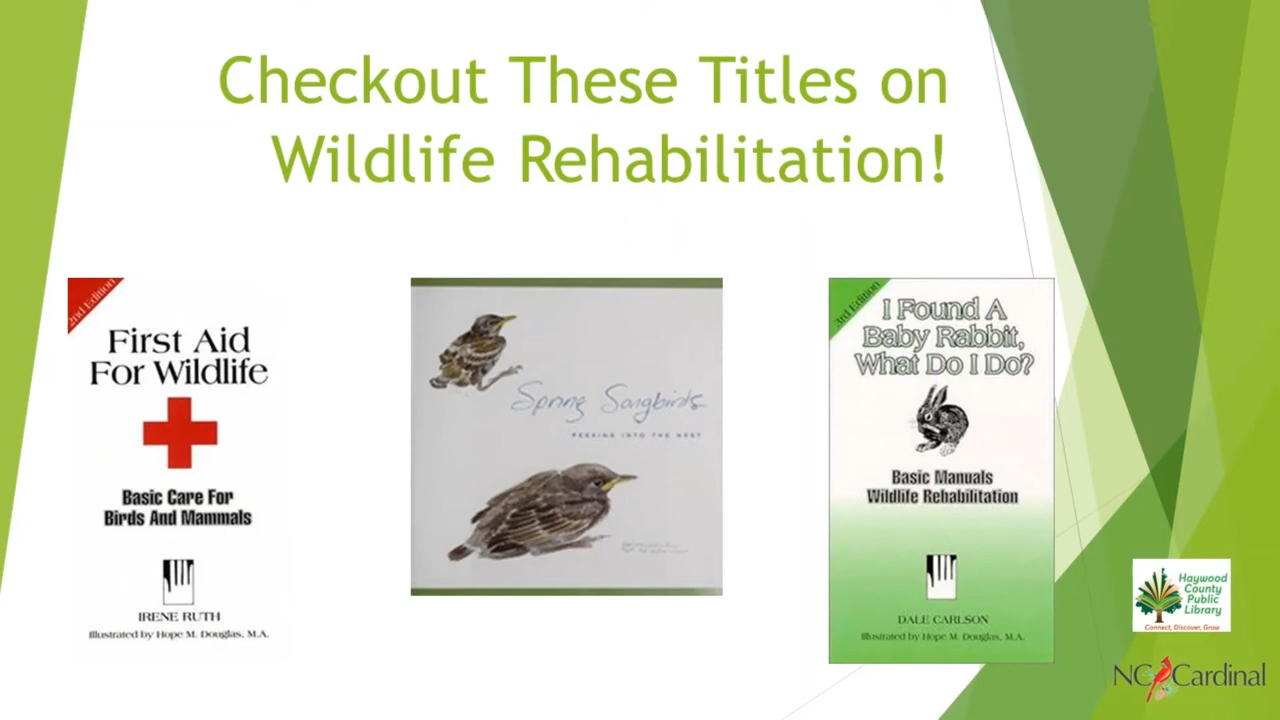 Checkout These Titles on
Wildlife Rehabilitation!
2nd Edition
First Aid
For Wildlife
Basic Care For
Birds And Mammals
IRENE RUTH
Illustrated by Hope M. Douglas, M.A.
Spring Songbirds
PEEKING INTO THE NEST
3rd Edition
I Found A
Baby Rabbit,
What Do I Do?
Basic Manuals
Wildlife Rehabilitation
DALE CARLSON
Illustrated by Hope M. Douglas, M.A.
Haywood
County
Public
Library
Connect, Discover, Grow
NC Cardinal